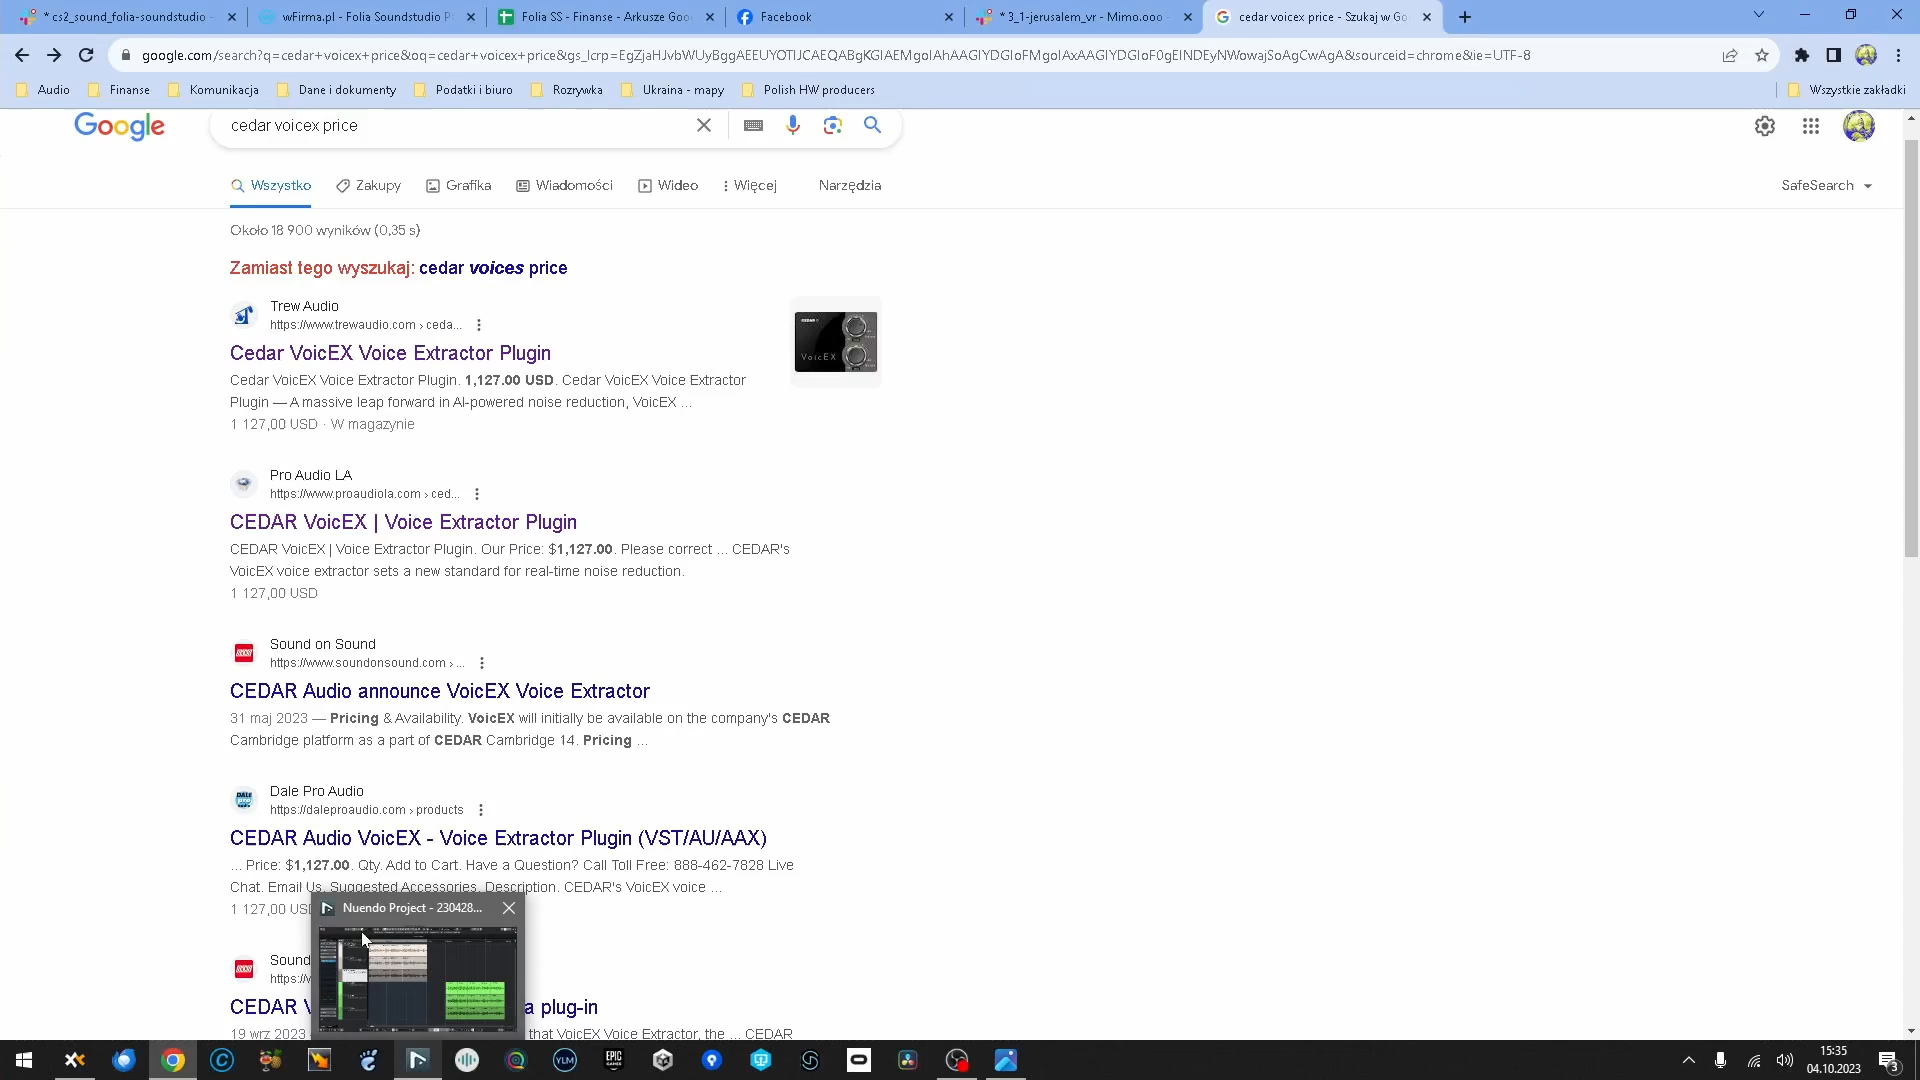 * cs2_sound_folia-soundstudio -
wFirma.pl - Folia Soundstudio P
Folia SS - Finanse - Arkusze Goo
Facebook
* 3_1-jerusalem_vr - Mimo.ooo -
cedar voicex price - Szukaj w Go
google.com/search?q=cedar+voicex+price&oq=cedar+voicex+price&gs_lcrp=EgZjaHJvbWUyBggAEEUYOTIJCAEQABgKGIAEMgoIAhAAGIYDGIoFMgoIAxAAGIYDGIoF0gEINDEyNWowajSoAgCwAgA&sourceid=chrome&ie=UTF-8
Audio
Finanse
Komunikacja
Dane i dokumenty
Podatki i biuro
Rozrywka
Ukraina - mapy
Polish HW producers
Wszystkie zakładki
Google
cedar voicex price
Wszystko
Zakupy
Grafika
Wiadomości
Wideo
Więcej
Narzędzia
SafeSearch
Około 18 900 wyników (0,35 s)
Zamiast tego wyszukaj: cedar voices price
Trew Audio
https://www.trewaudio.com › ceda...
Cedar VoicEX Voice Extractor Plugin
Cedar VoicEX Voice Extractor Plugin. 1,127.00 USD. Cedar VoicEX Voice Extractor
Plugin — A massive leap forward in AI-powered noise reduction, VoicEX ...
1 127,00 USD · W magazynie
CEDAR
VoicEX
Pro Audio LA
https://www.proaudiola.com › ced...
CEDAR VoicEX | Voice Extractor Plugin
CEDAR VoicEX | Voice Extractor Plugin. Our Price: $1,127.00. Please correct ... CEDAR's
VoicEX voice extractor sets a new standard for real-time noise reduction.
1 127,00 USD
Sound on Sound
https://www.soundonsound.com › ...
CEDAR Audio announce VoicEX Voice Extractor
31 maj 2023 — Pricing & Availability. VoicEX will initially be available on the company's CEDAR
Cambridge platform as a part of CEDAR Cambridge 14. Pricing ...
Dale Pro Audio
https://daleproaudio.com › products
CEDAR Audio VoicEX - Voice Extractor Plugin (VST/AU/AAX)
... Price: $1,127.00. Qty. Add to Cart. Have a Question? Call Toll Free: 888-462-7828 Live
Chat. Email Us. Suggested Accessories. Description. CEDAR's VoicEX voice ...
1 127,00 USD
Nuendo Project - 230428...
Sound
https://
CEDAR V
a plug-in
19 wrz 2023
that VoicEX Voice Extractor, the ... CEDAR
YLM
EPIC
GAMES
15:35
04.10.2023
3